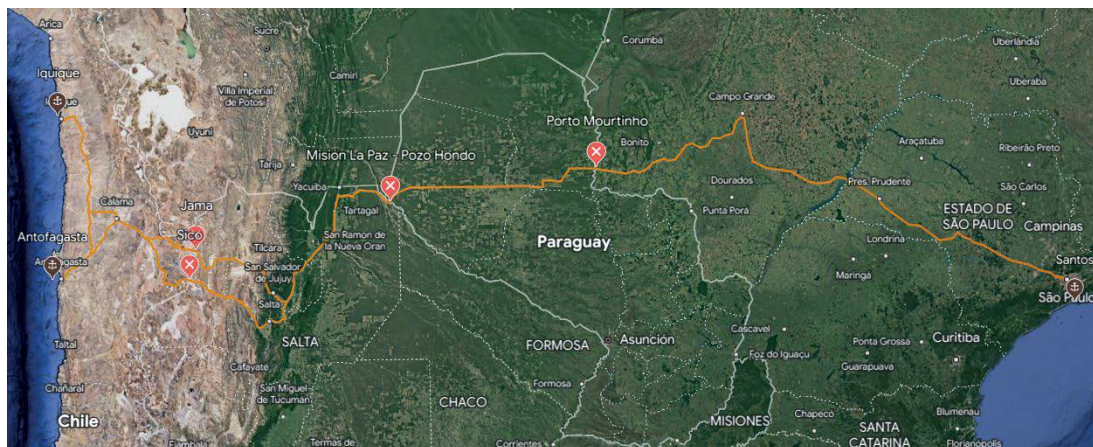 Arica
Sucre
Corumbá
Uberlândia
Camiri
Iquique
Villa Imperial
de Potosí
Uberaba
Campo Grande
Uyuni
Porto Mourtinho
Bonito
Araçatuba
Ribeirão Preto
Tarija
Misión La Paz - Pozo Hondo
Yacuiba
Dourados
Pres. Prudente
São Carlos
Calama
Jama
Tartagal
Punta Porá
ESTADO DE
SÃO PAULO
Campinas
Sico
San Ramon de
la Nueva Oran
Paraguay
Londrina
Antofagasta
Tilcara
Maringá
Santos
San Salvador
de Jujuy
São Paulo
Salta
Taltal
SALTA
FORMOSA
Asunción
Cascavel
Ponta Grossa
Curitiba
Foz do Iguaçu
Guarapuava
Cafayate
Chañaral
San Miguel
de Tucumán
Formosa
CHACO
Chile
MISIONES
Chapecó
SANTA
CATARINA
Blumenau
Fiambala
Termas de
Corrientes
Florianópolis